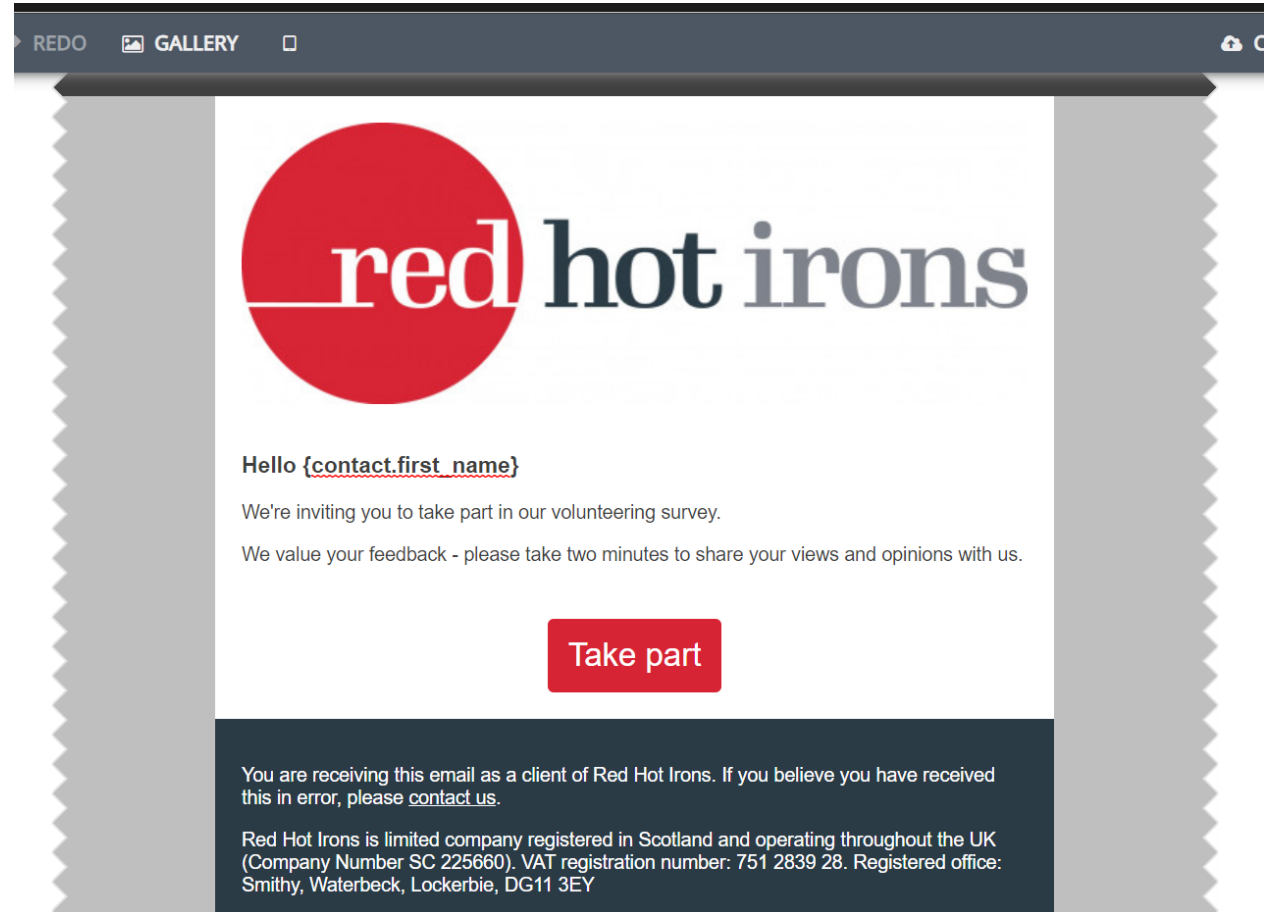 REDO GALLERY
red hot irons
Hello {contact.first_name}
We're inviting you to take part in our volunteering survey.
We value your feedback - please take two minutes to share your views and opinions with us.
Take part
You are receiving this email as a client of Red Hot Irons. If you believe you have received
this in error, please contact us.
Red Hot Irons is limited company registered in Scotland and operating throughout the UK
(Company Number SC 225660). VAT registration number: 751 2839 28. Registered office:
Smithy, Waterbeck, Lockerbie, DG11 3EY